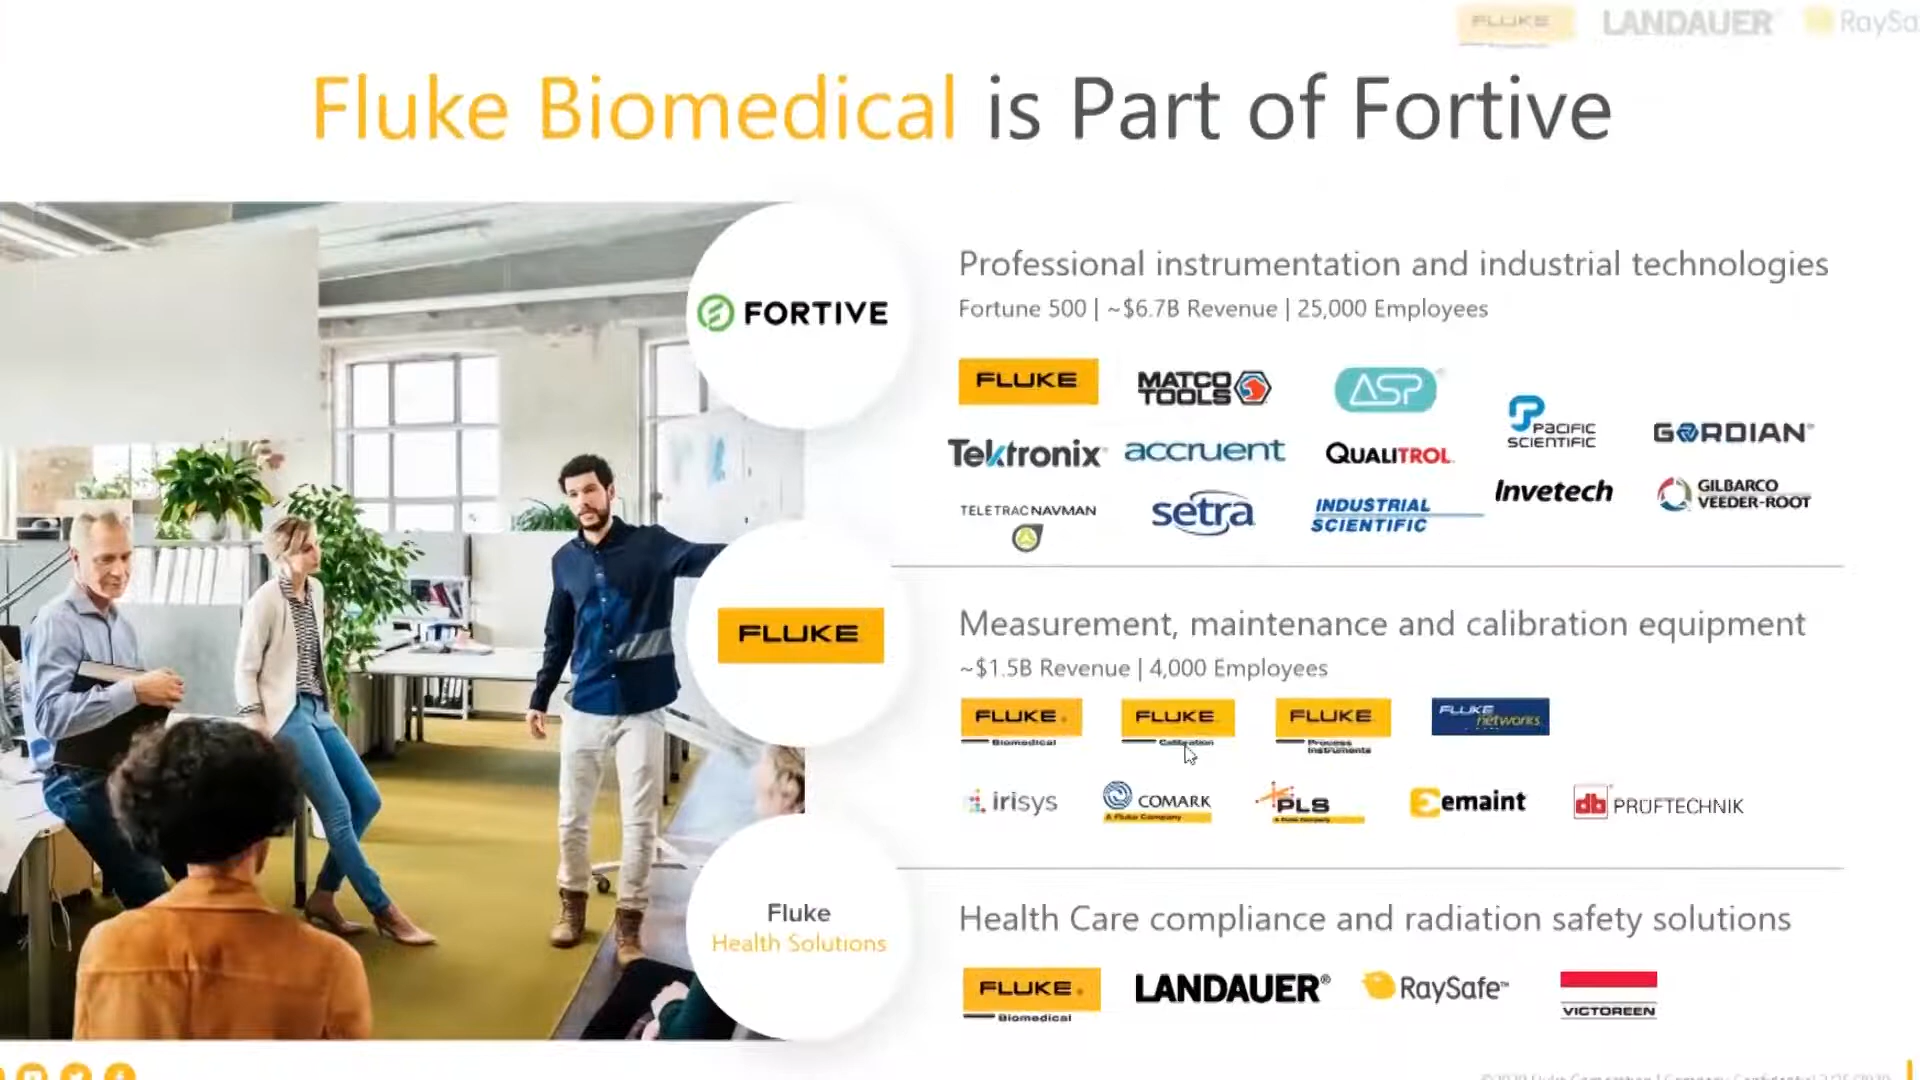 FLUKE LANDAUER RaySa
Fluke Biomedical is Part of Fortive
FORTIVE
Professional instrumentation and industrial technologies
Fortune 500 | ~$6.7B Revenue | 25,000 Employees
FLUKE
MATCO TOOLS
ASP
PACIFIC SCIENTIFIC
GORDIAN®
Tektronix
accruent
QUALITROL
Invetech
GILBARCO VEEDER-ROOT
TELETRAC NAVMAN
setra
INDUSTRIAL SCIENTIFIC
FLUKE
Measurement, maintenance and calibration equipment
~$1.5B Revenue | 4,000 Employees
FLUKE® Biomedical
FLUKE Calibration
FLUKE Process Instruments
FLUKE networks
irisys
COMARK A Fluke Company
PLS A Fluke Company
emaint
db PRÜFTECHNIK
Fluke
Health Solutions
Health Care compliance and radiation safety solutions
FLUKE® Biomedical
LANDAUER®
RaySafe™
VICTOREEN